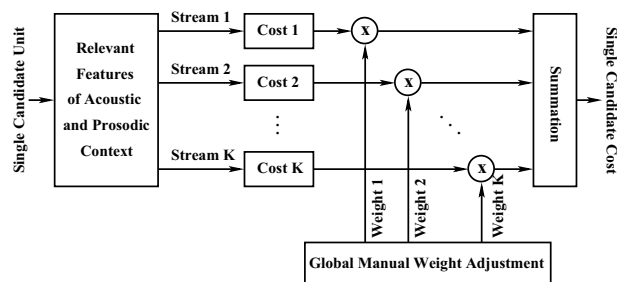 Single Candidate Unit
Relevant
Features
of Acoustic
and Prosodic
Context
Stream 1
Cost 1
x
Stream 2
Cost 2
x
Stream K
Cost K
x
Weight 1
Weight 2
Weight K
Global Manual Weight Adjustment
Summation
Single Candidate
Cost